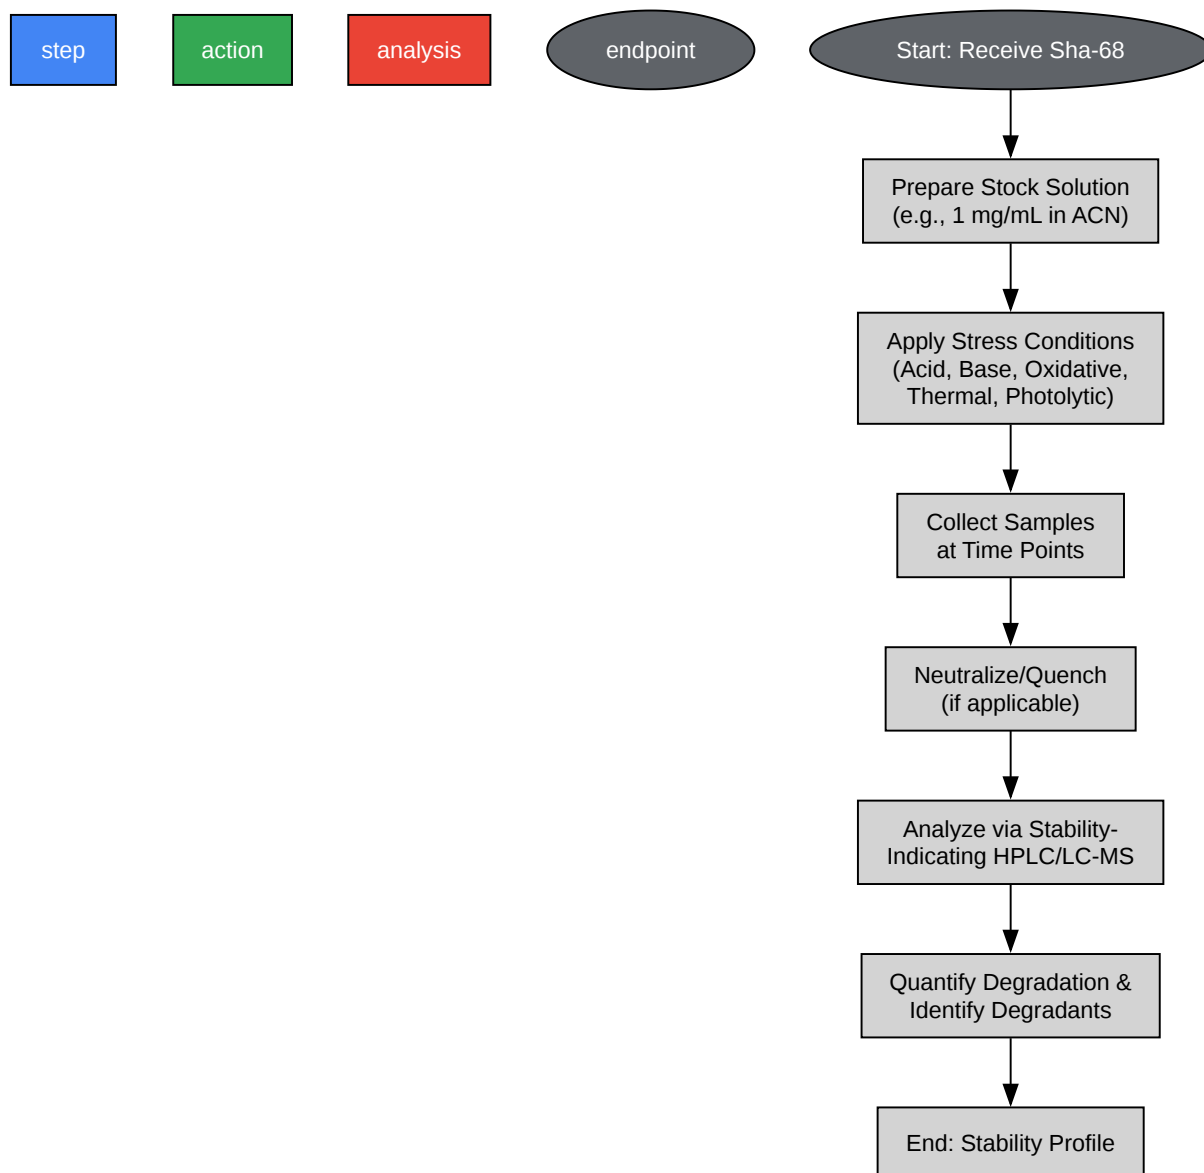 step
action
analysis
endpoint
Start: Receive Sha-68
Prepare Stock Solution
(e.g., 1 mg/mL in ACN)
Apply Stress Conditions
(Acid, Base, Oxidative,
Thermal, Photolytic)
Collect Samples
at Time Points
Neutralize/Quench
(if applicable)
Analyze via Stability-
Indicating HPLC/LC-MS
Quantify Degradation &
Identify Degradants
End: Stability Profile